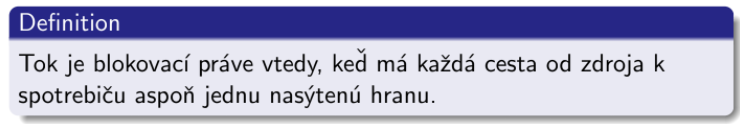 Definition
Tok je blokovací práve vtedy, keď má každá cesta od zdroja k
spotrebiču aspoň jednu nasýtenú hranu.